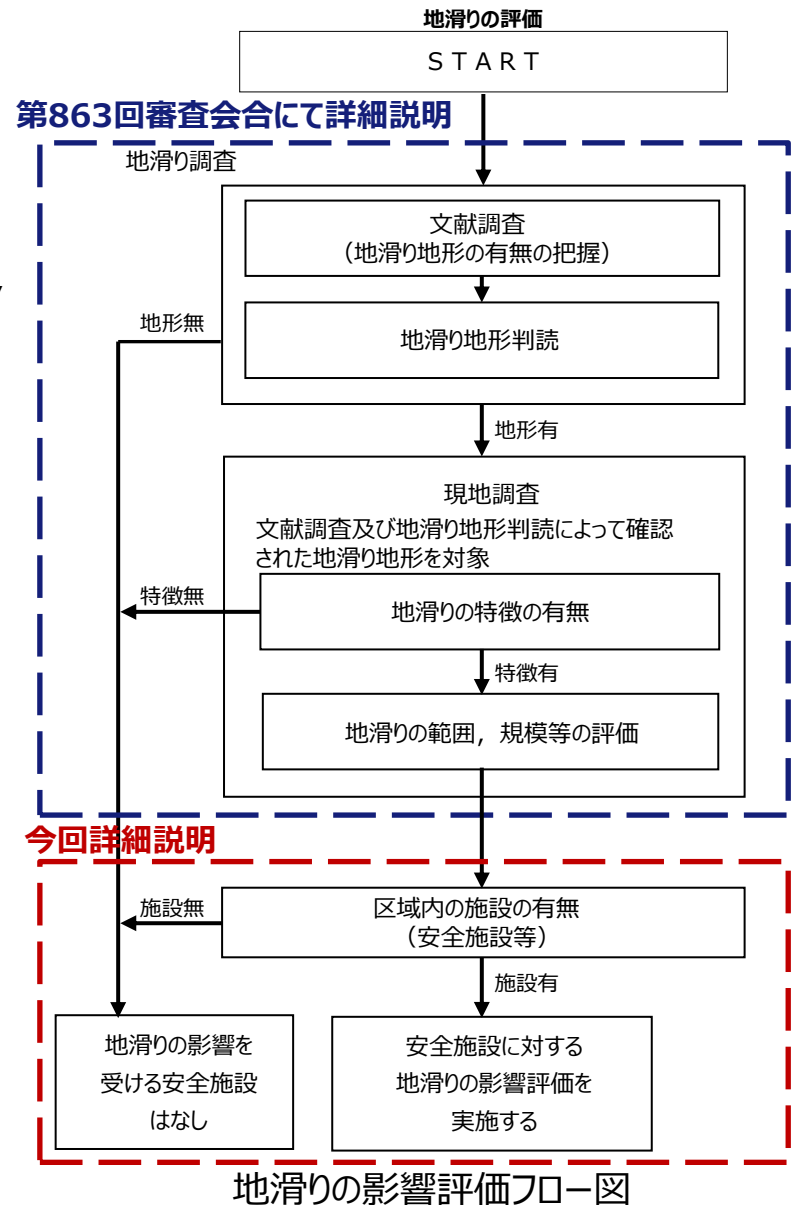 地滑りの評価
ＳＴＡＲＴ
第863回審査会合にて詳細説明
地滑り調査
文献調査
（地滑り地形の有無の把握）
地形無
地滑り地形判読
地形有
現地調査
文献調査及び地滑り地形判読によって確認
された地滑り地形を対象
特徴無
地滑りの特徴の有無
特徴有
地滑りの範囲，規模等の評価
今回詳細説明
施設無
区域内の施設の有無
（安全施設等）
施設有
地滑りの影響を
受ける安全施設
はなし
安全施設に対する
地滑りの影響評価を
実施する
地滑りの影響評価フロー図